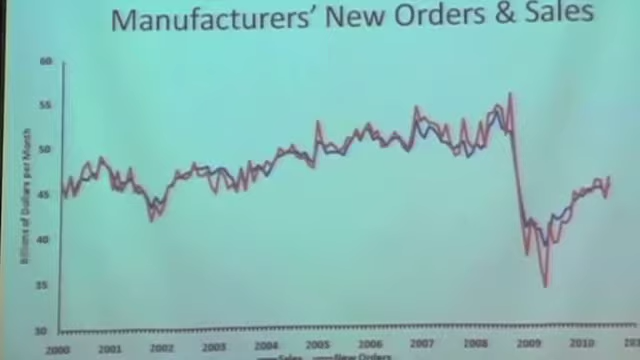 Manufacturers' New Orders & Sales
60
55
50
45
40
35
30
Billions of Dollars per Month
2000 2001 2002 2003 2004 2005 2006 2007 2008 2009 2010
Sales New Orders